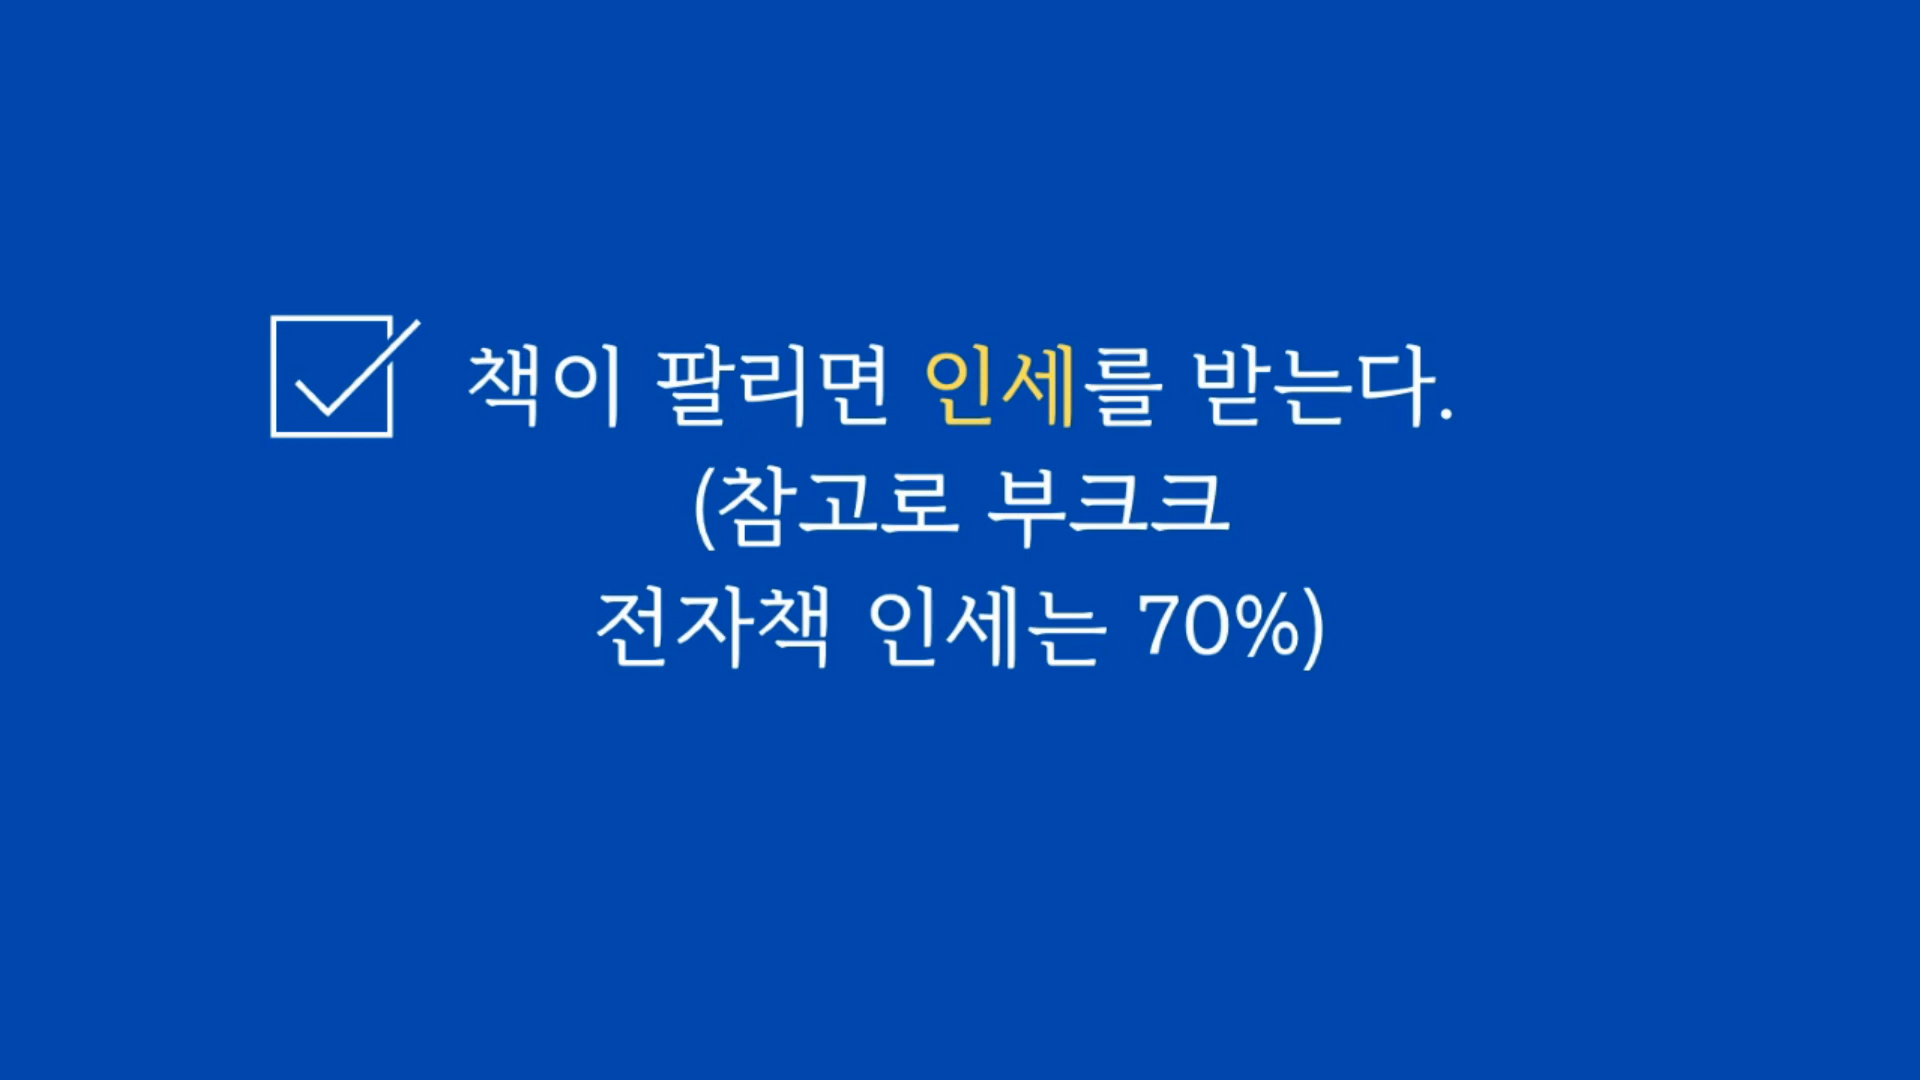 책이 팔리면 인세를 받는다.
(참고로 부크크
전자책 인세는 70%)